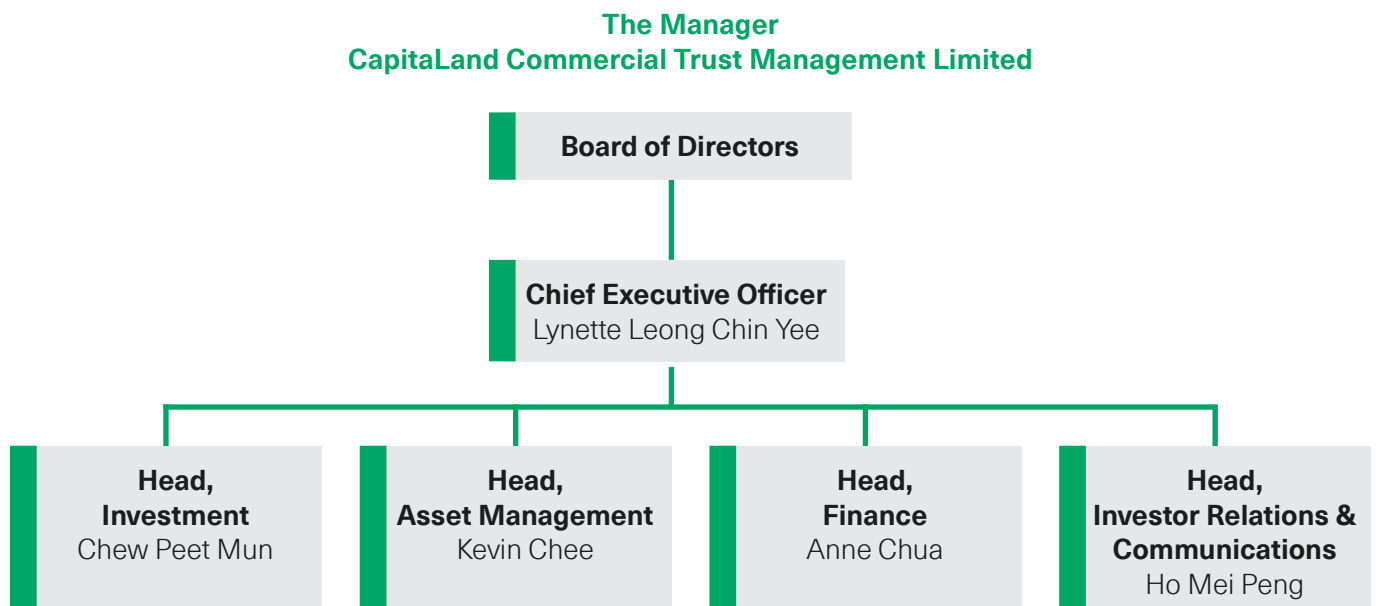 The Manager
CapitaLand Commercial Trust Management Limited
Board of Directors
Chief Executive Officer
Lynette Leong Chin Yee
Head,
Investment
Chew Peet Mun
Head,
Asset Management
Kevin Chee
Head,
Finance
Anne Chua
Head,
Investor Relations &
Communications
Ho Mei Peng